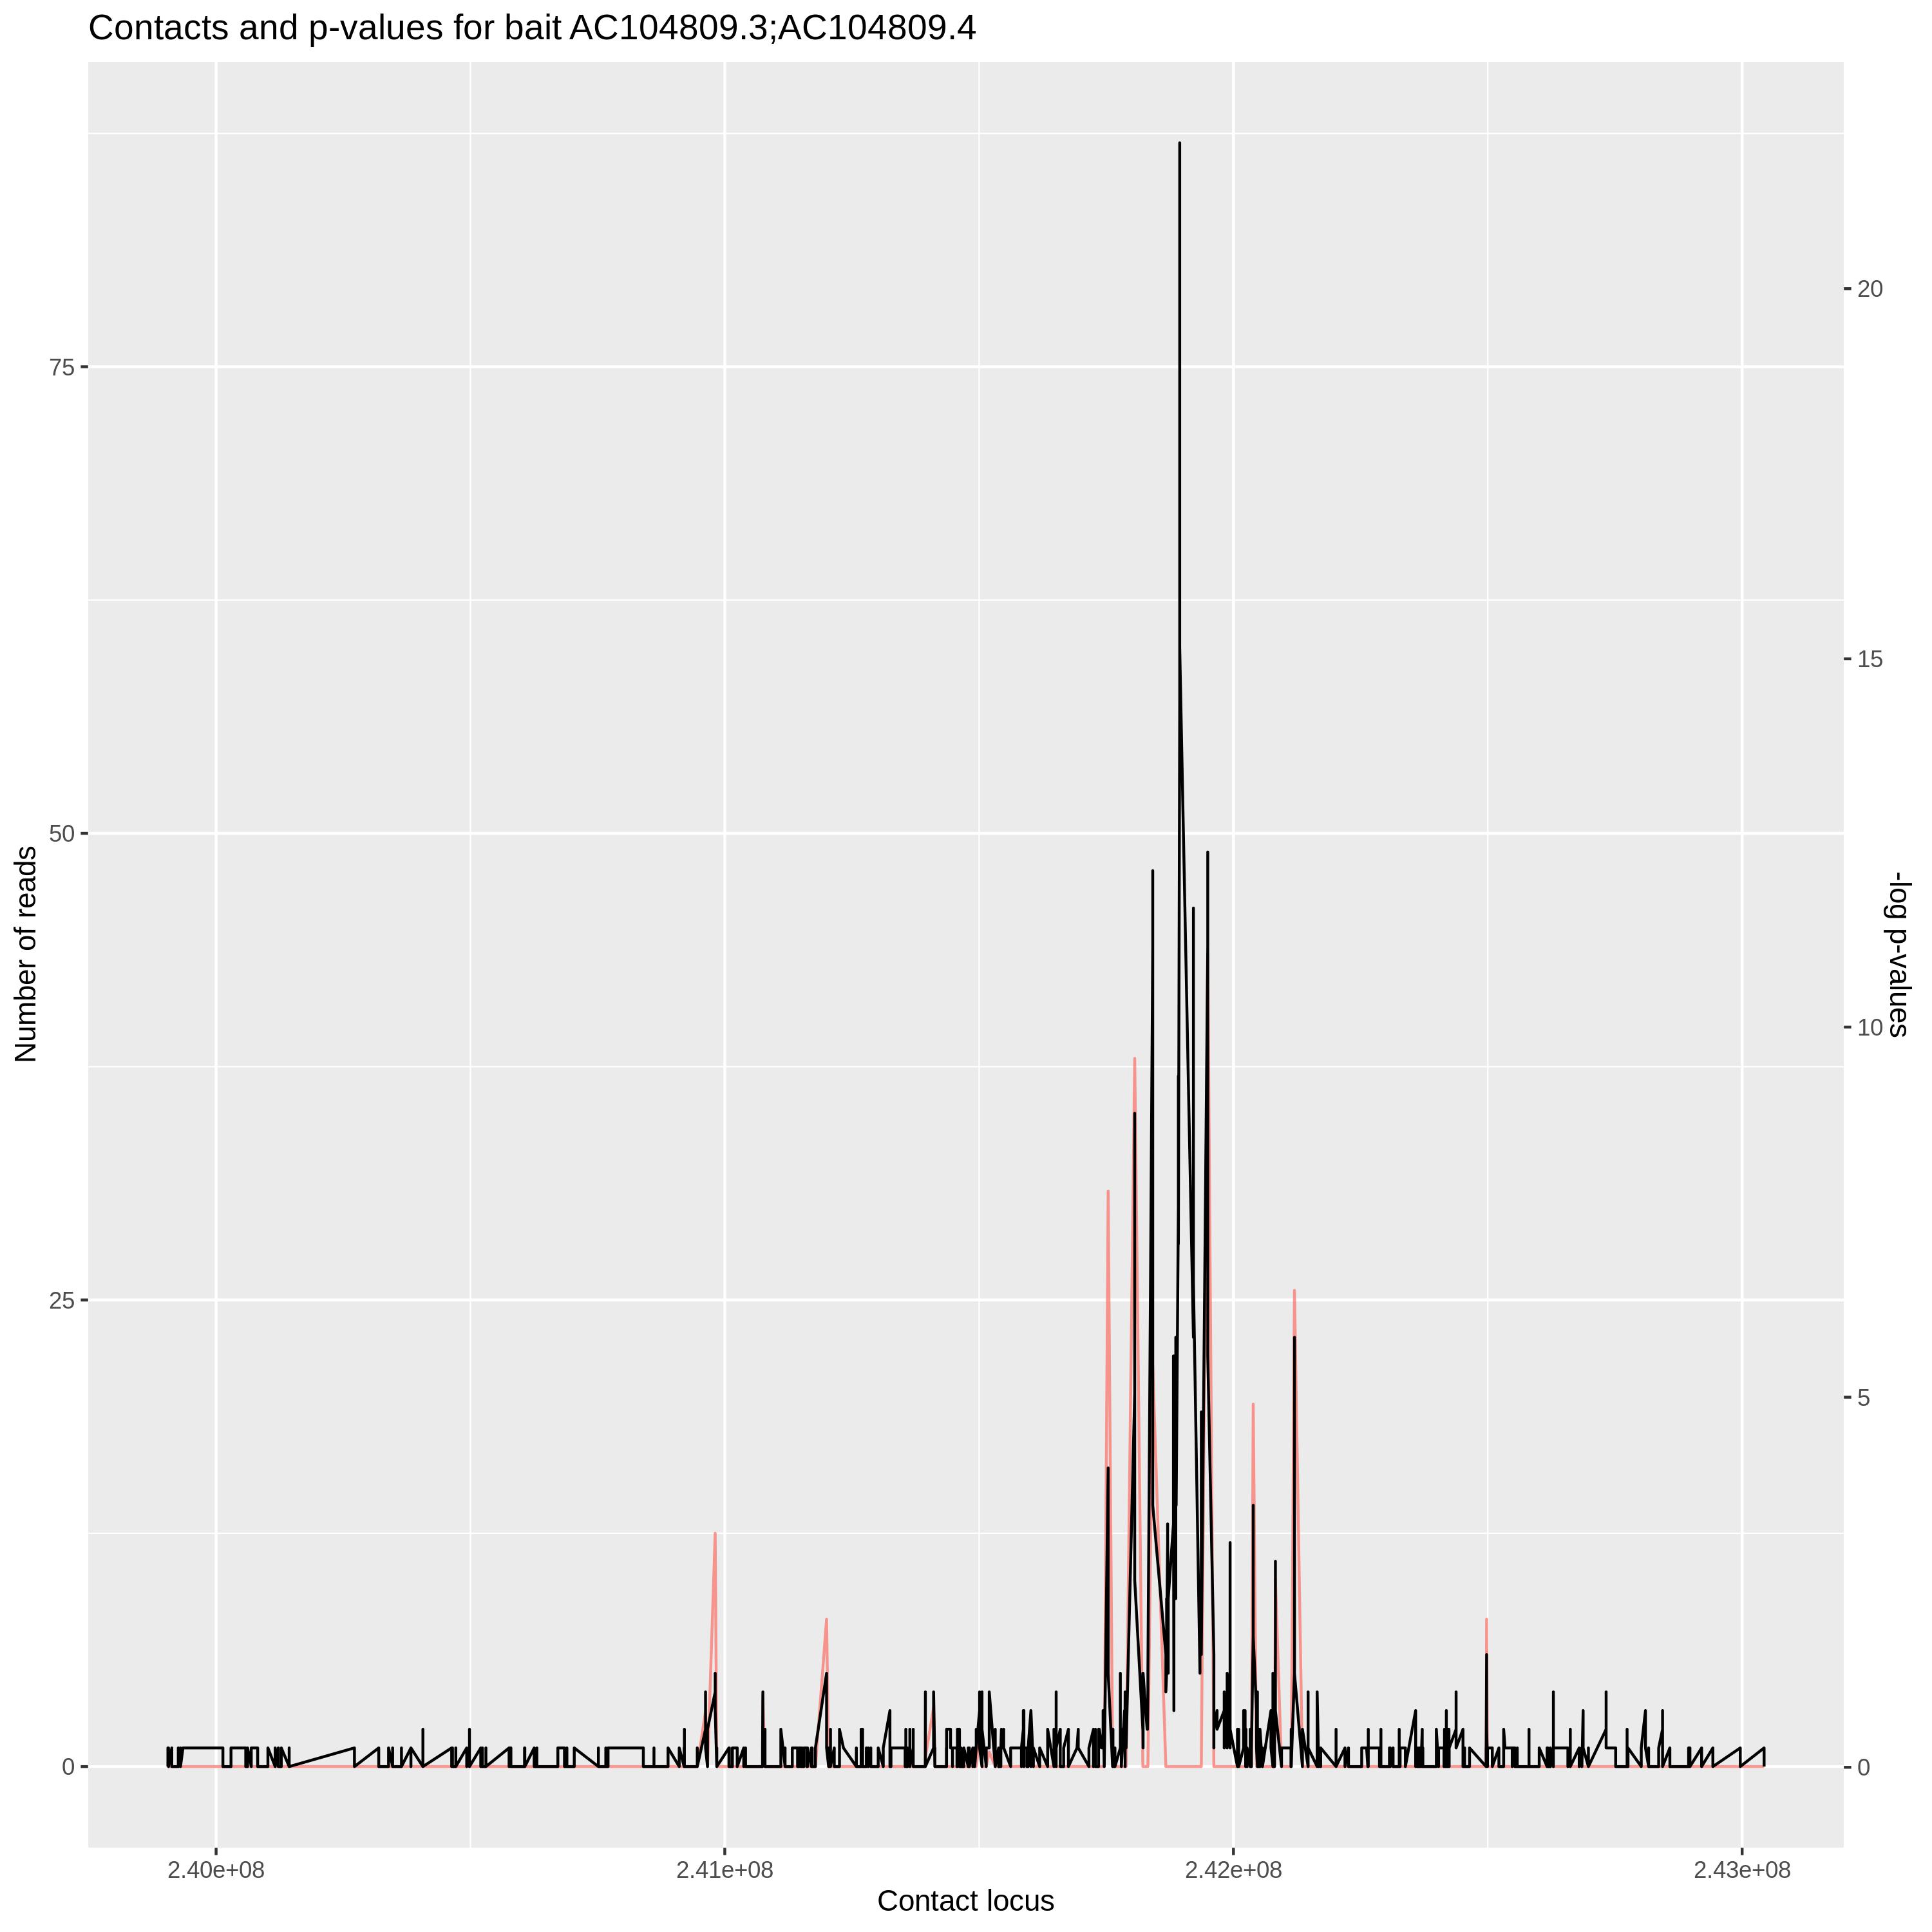 Contacts and p-values for bait AC104809.3;AC104809.4
Number of reads
75
50
25
0
20
15
10
5
0
-log p-values
2.40e+08 2.41e+08 2.42e+08 2.43e+08
Contact locus